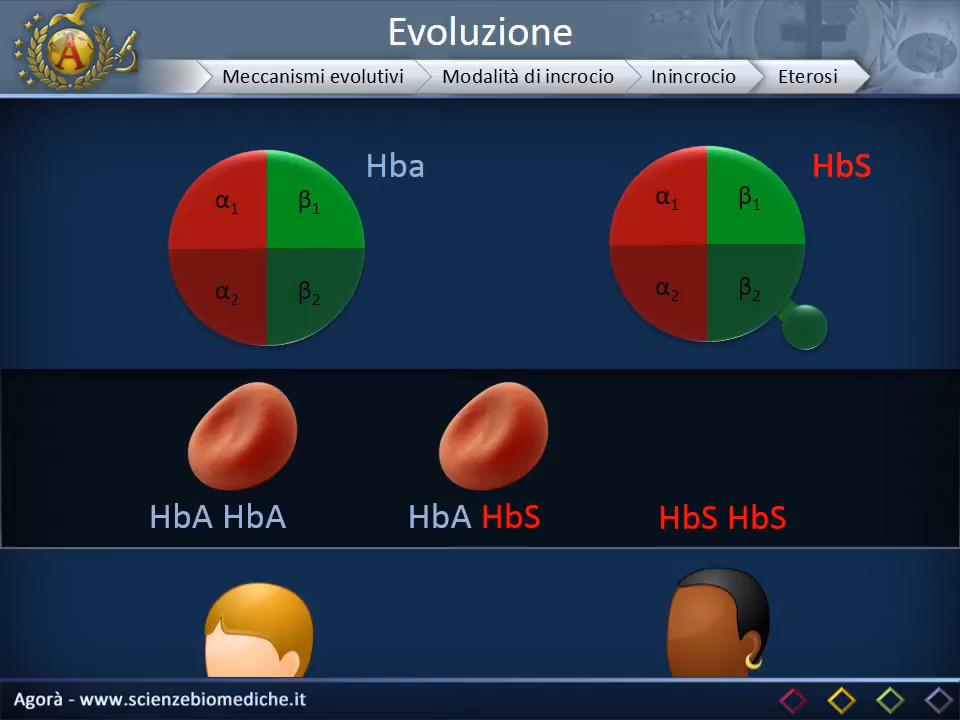 Evoluzione
A
Meccanismi evolutivi
Modalità di incrocio
Inincrocio
Eterosi
Hba
HbS
α1
β1
α2
β2
α1
β1
α2
β2
HbA HbA
HbA HbS
HbS HbS
Agorà - www.scienzebiomediche.it